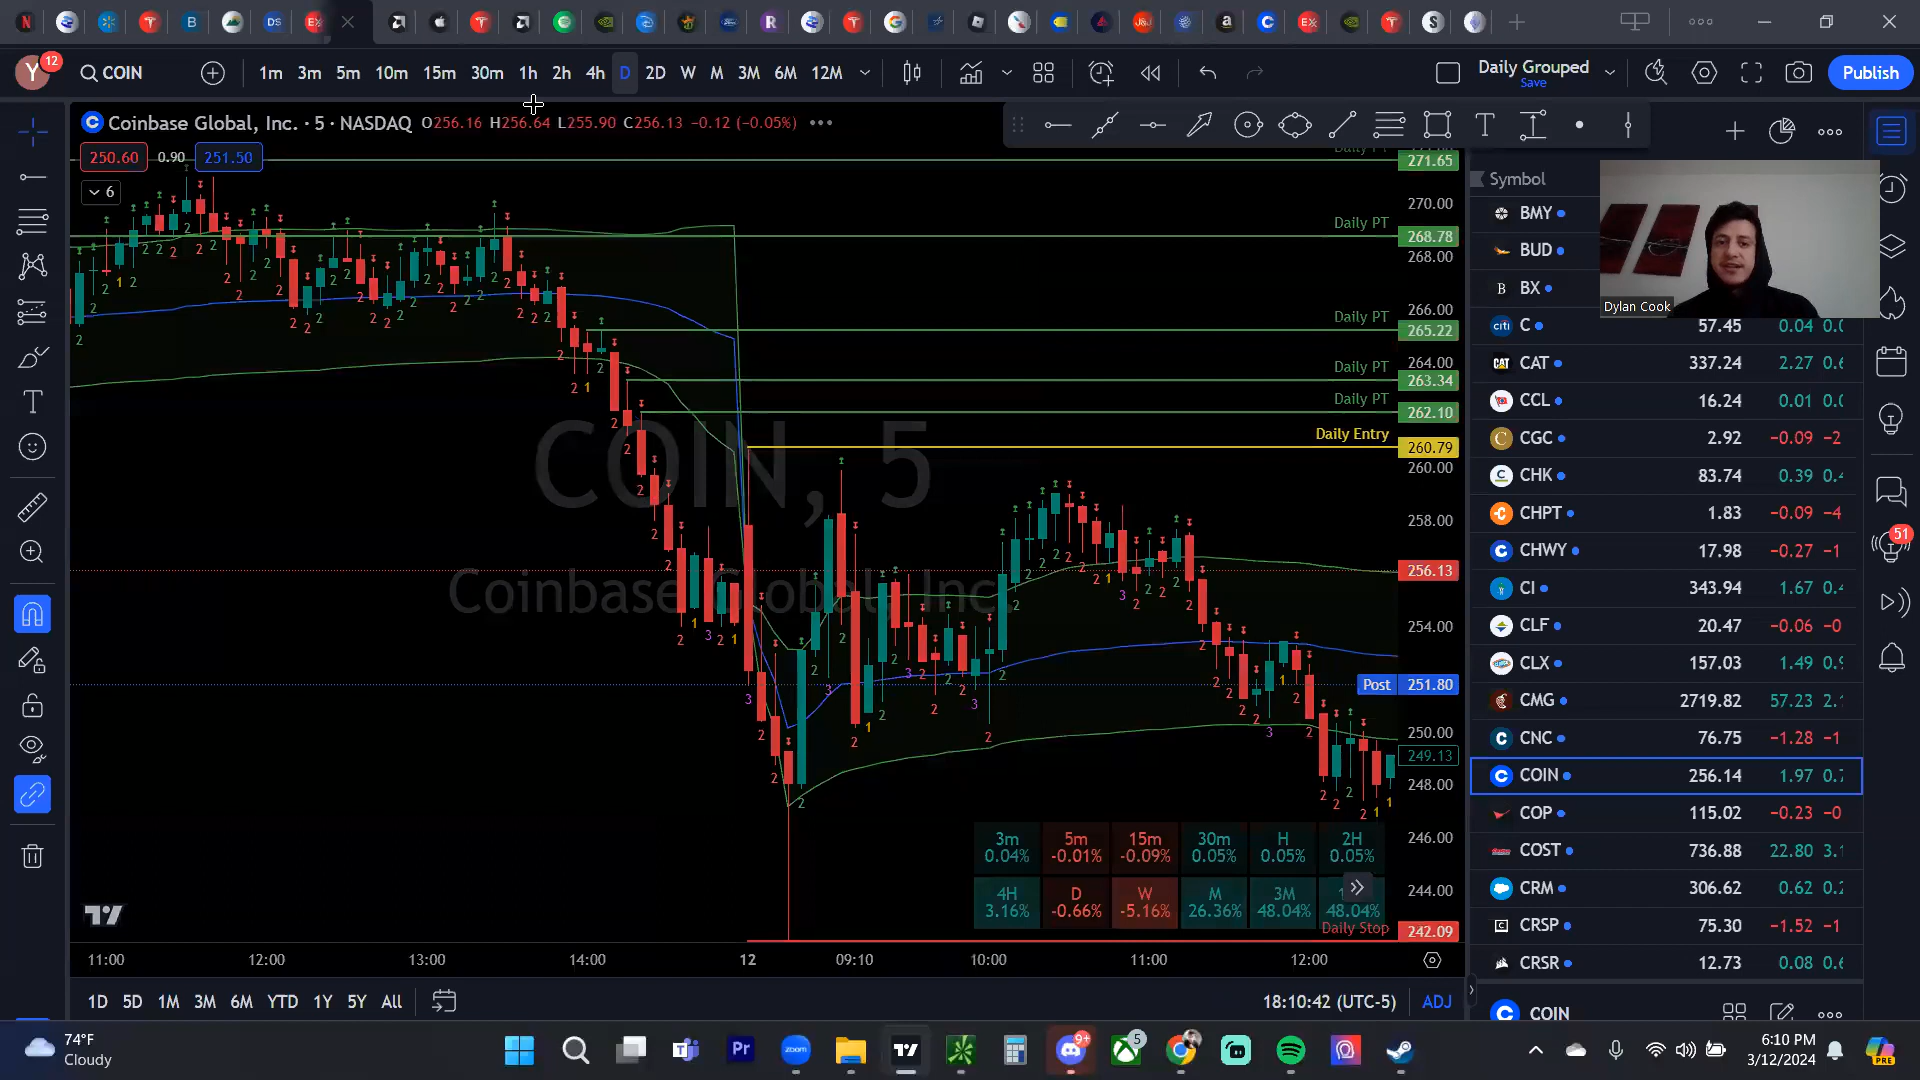 12
COIN
1m 3m 5m 10m 15m 30m 1h 2h 4h D 2D W M 3M 6M 12M
Daily Grouped
Save
Publish
Coinbase Global, Inc. · 5 · NASDAQ O256.16 H256.64 L255.90 C256.13 −0.12 (−0.05%)
250.60 0.90 251.50
6
271.65
270.00
Daily PT 268.78
268.00
266.00
Daily PT 265.22
264.00
Daily PT 263.34
Daily PT 262.10
Daily Entry 260.79
260.00
258.00
256.13
254.00
Post 251.80
250.00
249.13
248.00
246.00
244.00
Daily Stop 242.09
COIN, 5
Coinbase Global, Inc.
3m 5m 15m 30m H 2H
0.04% -0.01% -0.09% 0.05% 0.05% 0.05%
4H D W M 3M
3.16% -0.66% -5.16% 26.36% 48.04% 48.04%
11:00 12:00 13:00 14:00 12 09:10 10:00 11:00 12:00
1D 5D 1M 3M 6M YTD 1Y 5Y All
18:10:42 (UTC-5) ADJ
Symbol
Dylan Cook
BMY
BUD
BX
C 57.45 0.04
CAT 337.24 2.27
CCL 16.24 0.01
CGC 2.92 −0.09
CHK 83.74 0.39
CHPT 1.83 −0.09
CHWY 17.98 −0.27
CI 343.94 1.67
CLF 20.47 −0.06
CLX 157.03 1.49
CMG 2719.82 57.23
CNC 76.75 −1.28
COIN 256.14 1.97
COP 115.02 −0.23
COST 736.88 22.80
CRM 306.62 0.62
CRSP 75.30 −1.52
CRSR 12.73 0.08
COIN
51
74°F
Cloudy
Pr
zoom
9+
5
6:10 PM
3/12/2024
PRE